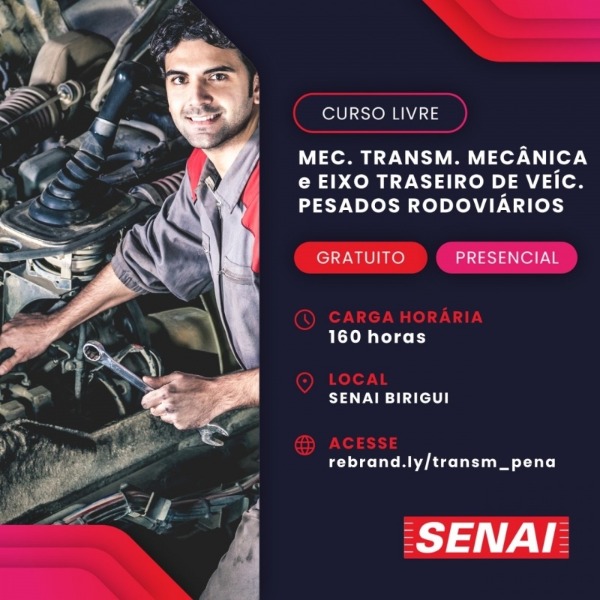 CURSO LIVRE
MEC. TRANSM. MECÂNICA
e EIXO TRASEIRO DE VEÍC.
PESADOS RODOVIÁRIOS
GRATUITO
PRESENCIAL
CARGA HORÁRIA
160 horas
LOCAL
SENAI BIRIGUI
ACESSE
rebrand.ly/transm_pena
SENAI